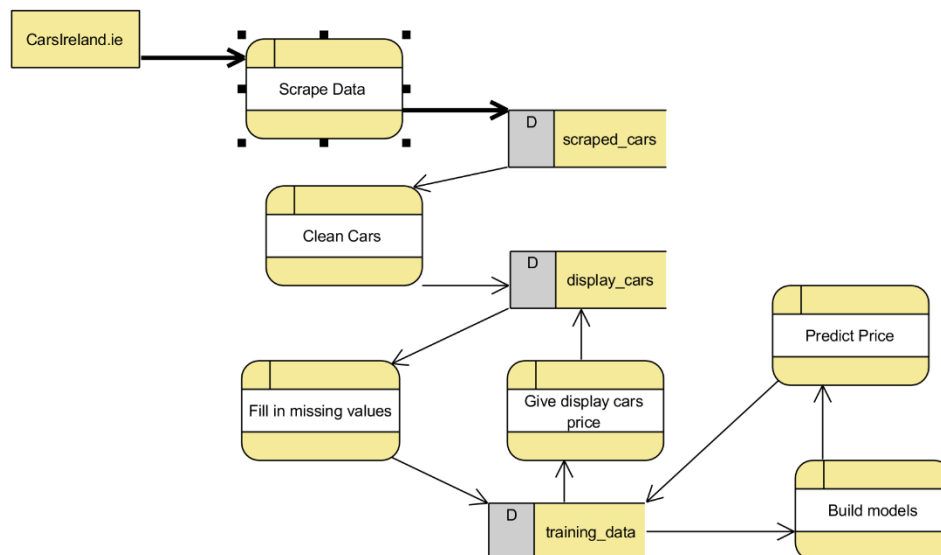 CarsIreland.ie
Scrape Data
D
scraped_cars
Clean Cars
D
display_cars
Predict Price
Fill in missing values
Give display cars
price
D
training_data
Build models